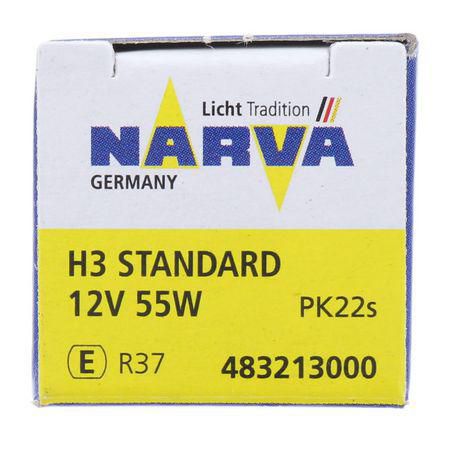 Licht Tradition
NARVA
GERMANY
H3 STANDARD
12V 55W PK22s
E R37 483213000